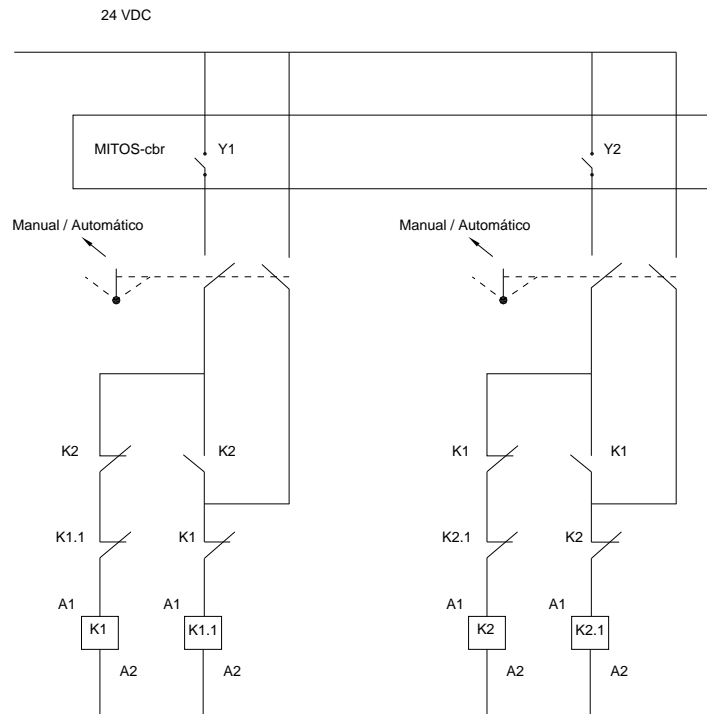 24 VDC
MITOS-cbr Y1 Y2
Manual / Automático Manual / Automático
K2 K2 K1 K1
K1.1 K1 K2.1 K2
A1 A1 A1 A1
K1 K1.1 K2 K2.1
A2 A2 A2 A2